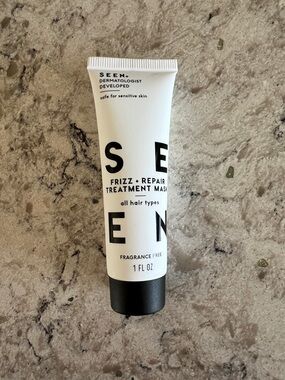 SEEN.
DERMATOLOGIST
DEVELOPED
safe for sensitive skin
S E
FRIZZ + REPAIR
TREATMENT MASK
all hair types
E N
FRAGRANCE FREE
1 FL OZ